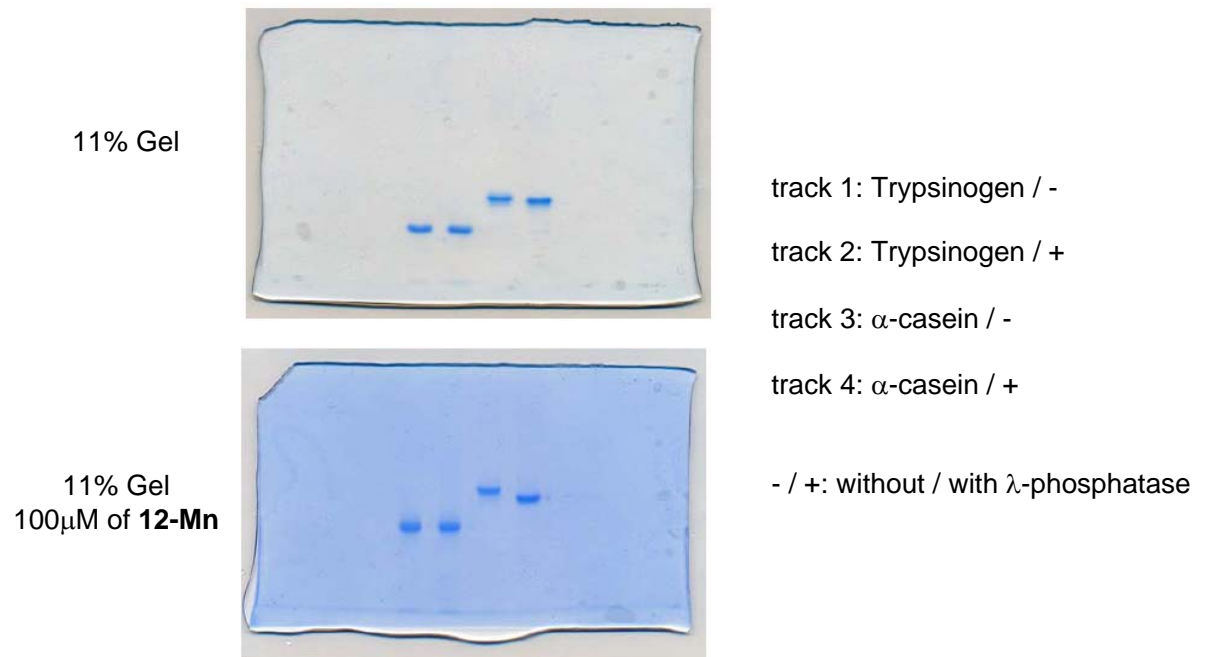 11% Gel
track 1: Trypsinogen / -
track 2: Trypsinogen / +
track 3: α-casein / -
track 4: α-casein / +
11% Gel
100μM of 12-Mn
- / +: without / with λ-phosphatase